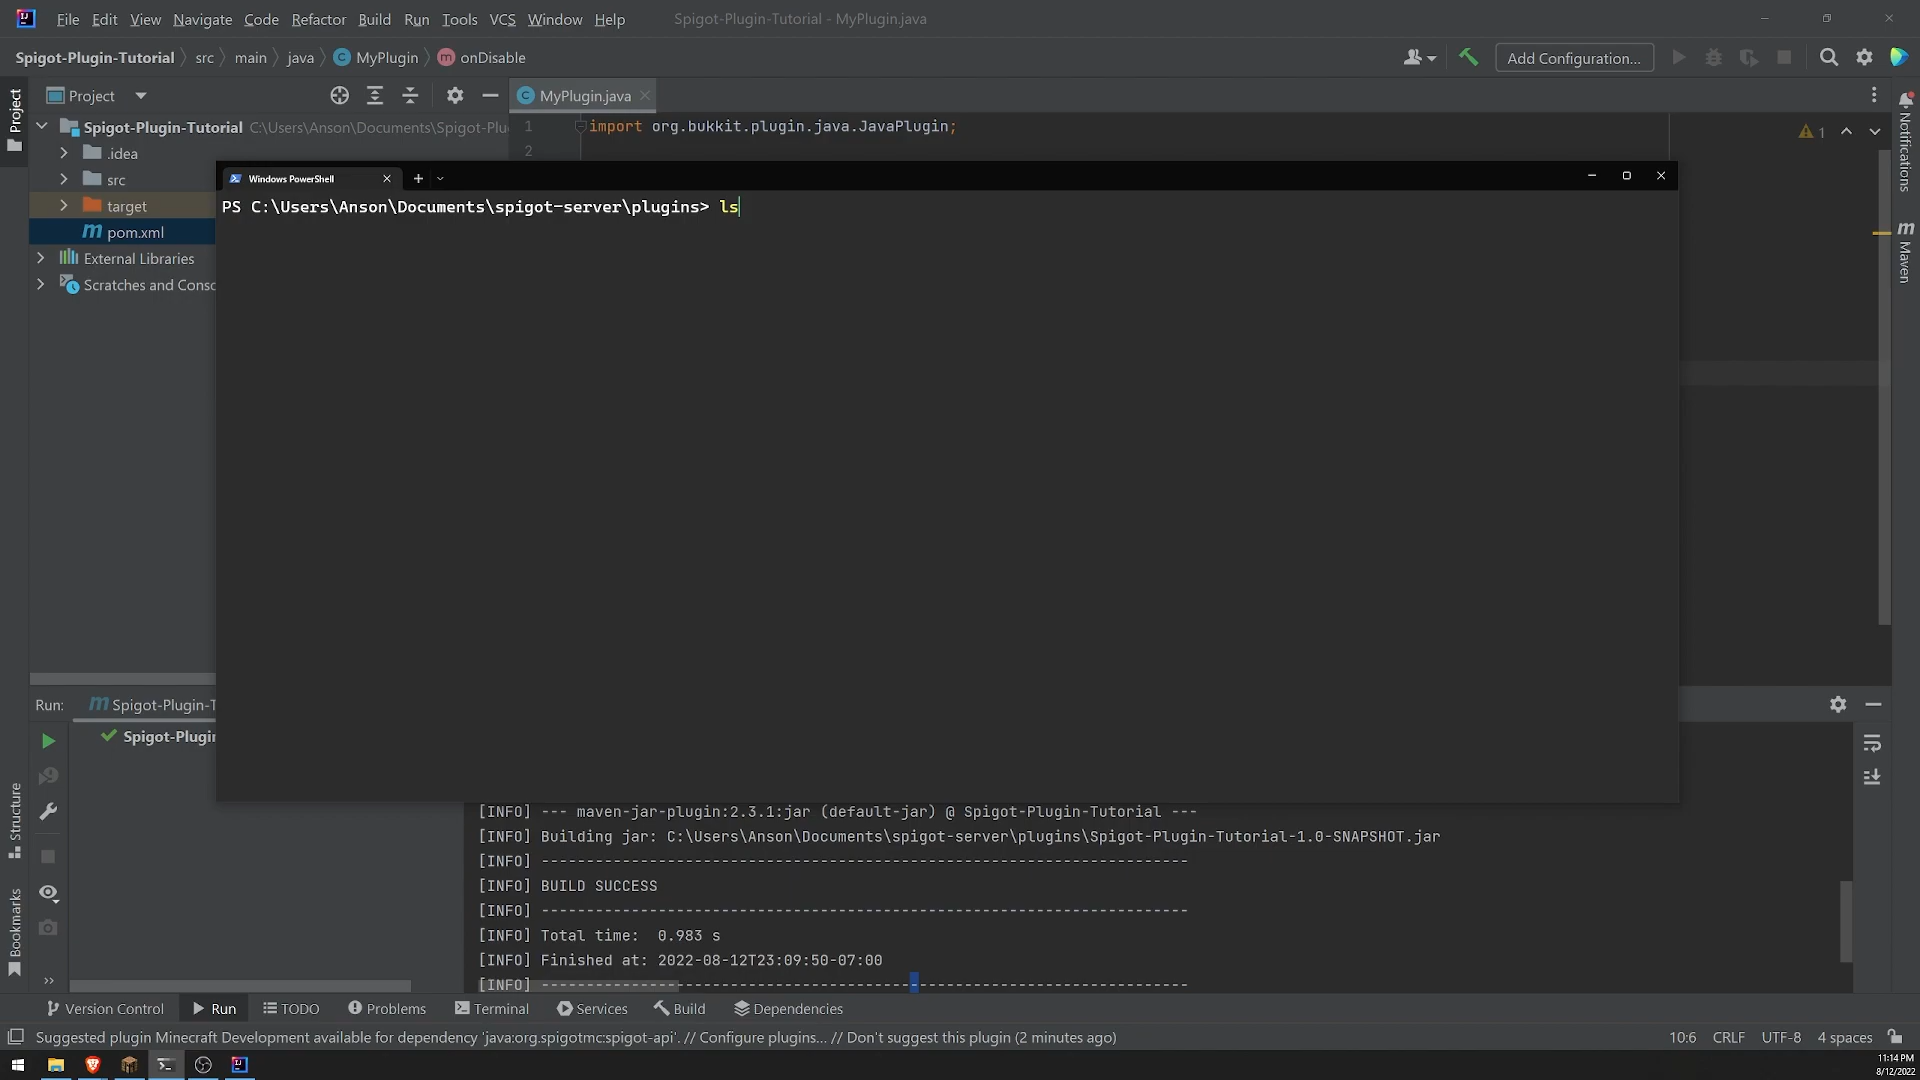 File Edit View Navigate Code Refactor Build Run Tools VCS Window Help Spigot-Plugin-Tutorial - MyPlugin.java
Spigot-Plugin-Tutorial src main java MyPlugin onDisable Add Configuration...
Project MyPlugin.java
Project
Spigot-Plugin-Tutorial C:\Users\Anson\Documents\Spigot-Plu
1 import org.bukkit.plugin.java.JavaPlugin;
1
2
.idea
src
target
pom.xml
External Libraries
Scratches and Consc
Notifications
Maven
Windows PowerShell
PS C:\Users\Anson\Documents\spigot-server\plugins> ls
Run: Spigot-Plugin-T
Spigot-Plugin
Structure
Bookmarks
[INFO] --- maven-jar-plugin:2.3.1:jar (default-jar) @ Spigot-Plugin-Tutorial ---
[INFO] Building jar: C:\Users\Anson\Documents\spigot-server\plugins\Spigot-Plugin-Tutorial-1.0-SNAPSHOT.jar
[INFO] ------------------------------------------------------------------------
[INFO] BUILD SUCCESS
[INFO] ------------------------------------------------------------------------
[INFO] Total time:  0.983 s
[INFO] Finished at: 2022-08-12T23:09:50-07:00
[INFO] ------------------------------------------------------------------------
Version Control Run TODO Problems Terminal Services Build Dependencies
Suggested plugin Minecraft Development available for dependency 'java:org.spigotmc:spigot-api'. // Configure plugins... // Don't suggest this plugin (2 minutes ago) 10:6 CRLF UTF-8 4 spaces
11:14 PM
8/12/2022